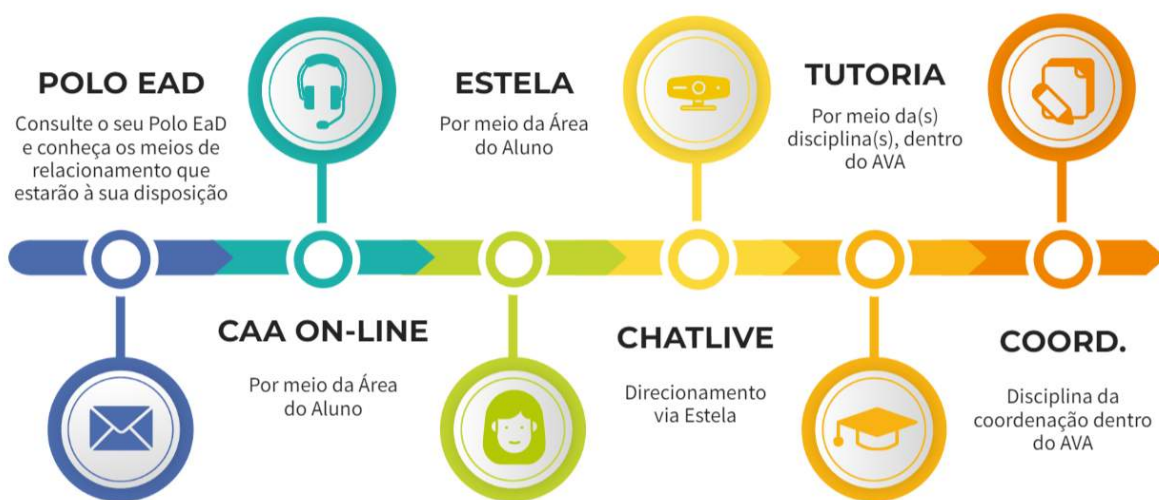 POLO EAD
Consulte o seu Polo EaD
e conheça os meios de
relacionamento que
estarão à sua disposição
CAA ON-LINE
Por meio da Área
do Aluno
ESTELA
Por meio da Área
do Aluno
CHATLIVE
Direcionamento
via Estela
TUTORIA
Por meio da(s)
disciplina(s), dentro
do AVA
COORD.
Disciplina da
coordenação dentro
do AVA